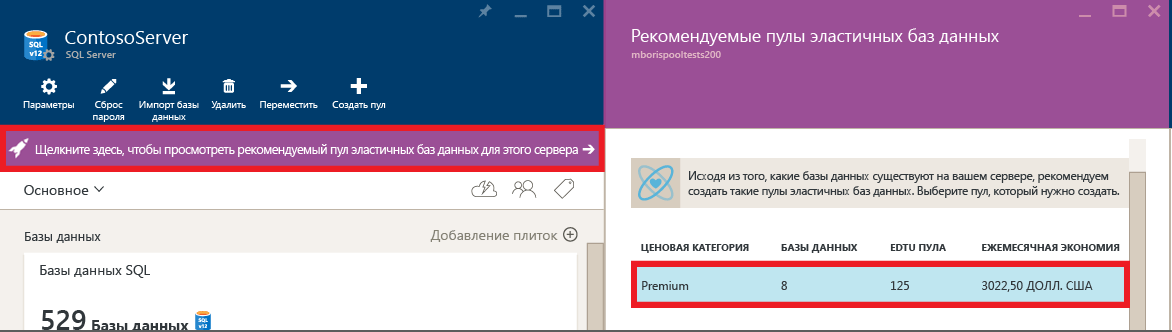 ContosoServer
SQL Server
Параметры
Сброс
пароля
Импорт базы
данных
Удалить
Переместить
Создать пул
Щелкните здесь, чтобы просмотреть рекомендуемый пул эластичных баз данных для этого сервера
Основное
Базы данных
Добавление плиток
Базы данных SQL
529 Базы данных
SQL
V12
Рекомендуемые пулы эластичных баз данных
mborispooltests200
Исходя из того, какие базы данных существуют на вашем сервере, рекомендуем
создать такие пулы эластичных баз данных. Выберите пул, который нужно создать.
ЦЕНОВАЯ КАТЕГОРИЯ БАЗЫ ДАННЫХ EDTU ПУЛА ЕЖЕМЕСЯЧНАЯ ЭКОНОМИЯ
Premium 8 125 3022,50 ДОЛЛ. США